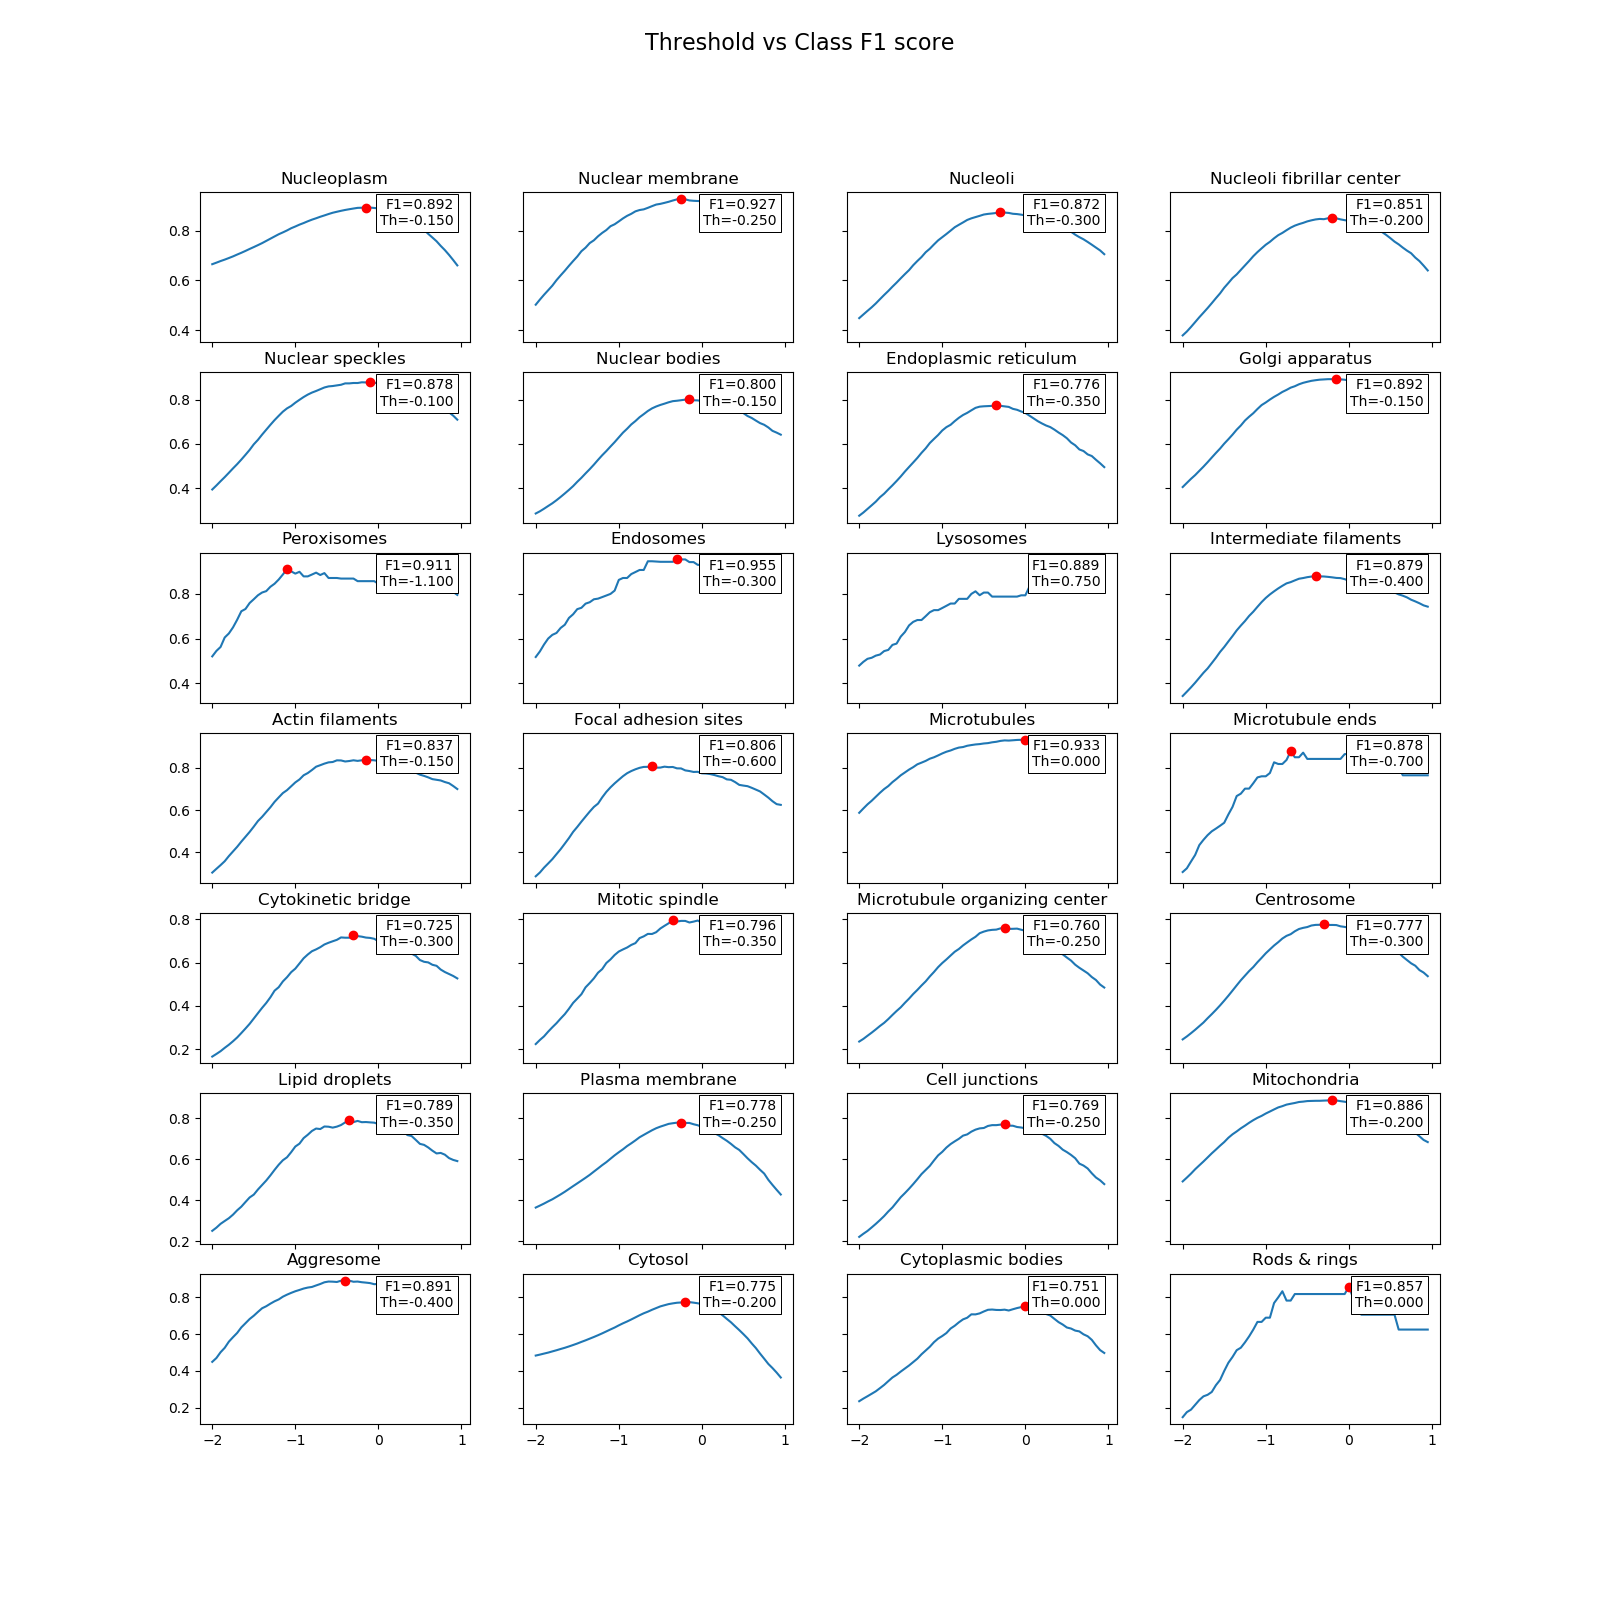 Threshold vs Class F1 score
Nucleoplasm
F1=0.892
Th=-0.150
0.8
0.6
0.4
Nuclear membrane
F1=0.927
Th=-0.250
Nucleoli
F1=0.872
Th=-0.300
Nucleoli fibrillar center
F1=0.851
Th=-0.200
Nuclear speckles
F1=0.878
Th=-0.100
0.8
0.6
0.4
Nuclear bodies
F1=0.800
Th=-0.150
Endoplasmic reticulum
F1=0.776
Th=-0.350
Golgi apparatus
F1=0.892
Th=-0.150
Peroxisomes
F1=0.911
Th=-1.100
0.8
0.6
0.4
Endosomes
F1=0.955
Th=-0.300
Lysosomes
F1=0.889
Th=0.750
Intermediate filaments
F1=0.879
Th=-0.400
Actin filaments
F1=0.837
Th=-0.150
0.8
0.6
0.4
Focal adhesion sites
F1=0.806
Th=-0.600
Microtubules
F1=0.933
Th=0.000
Microtubule ends
F1=0.878
Th=-0.700
Cytokinetic bridge
F1=0.725
Th=-0.300
0.8
0.6
0.4
0.2
Mitotic spindle
F1=0.796
Th=-0.350
Microtubule organizing center
F1=0.760
Th=-0.250
Centrosome
F1=0.777
Th=-0.300
Lipid droplets
F1=0.789
Th=-0.350
0.8
0.6
0.4
0.2
Plasma membrane
F1=0.778
Th=-0.250
Cell junctions
F1=0.769
Th=-0.250
Mitochondria
F1=0.886
Th=-0.200
Aggresome
F1=0.891
Th=-0.400
0.8
0.6
0.4
0.2
−2 −1 0 1
Cytosol
F1=0.775
Th=-0.200
−2 −1 0 1
Cytoplasmic bodies
F1=0.751
Th=0.000
−2 −1 0 1
Rods & rings
F1=0.857
Th=0.000
−2 −1 0 1